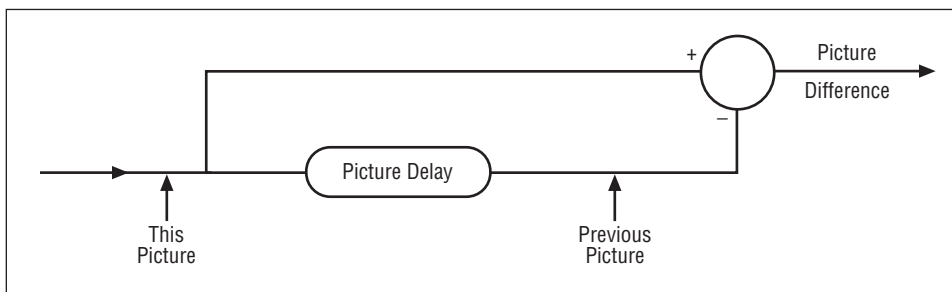 +
Picture
Difference
–
Picture Delay
This
Picture
Previous
Picture